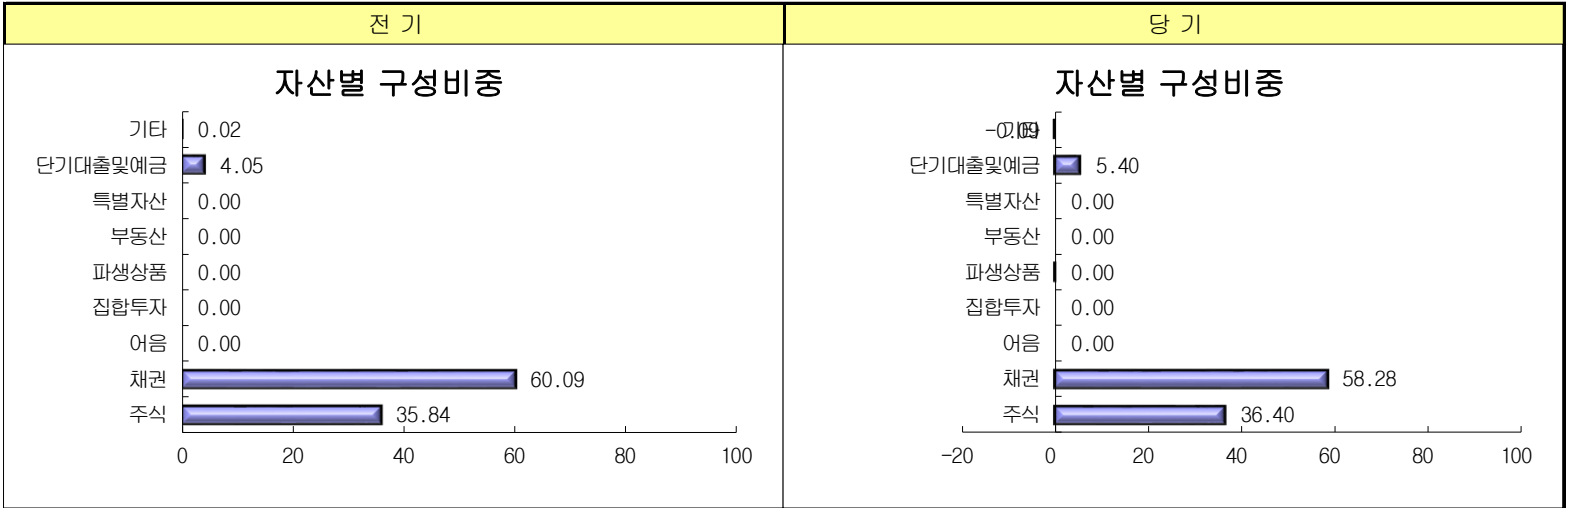 전 기
당 기
자산별 구성비중
기타 0.02
단기대출및예금 4.05
특별자산 0.00
부동산 0.00
파생상품 0.00
집합투자 0.00
어음 0.00
채권 60.09
주식 35.84
0 20 40 60 80 100
자산별 구성비중
기타 -0.09
단기대출및예금 5.40
특별자산 0.00
부동산 0.00
파생상품 0.00
집합투자 0.00
어음 0.00
채권 58.28
주식 36.40
-20 0 20 40 60 80 100